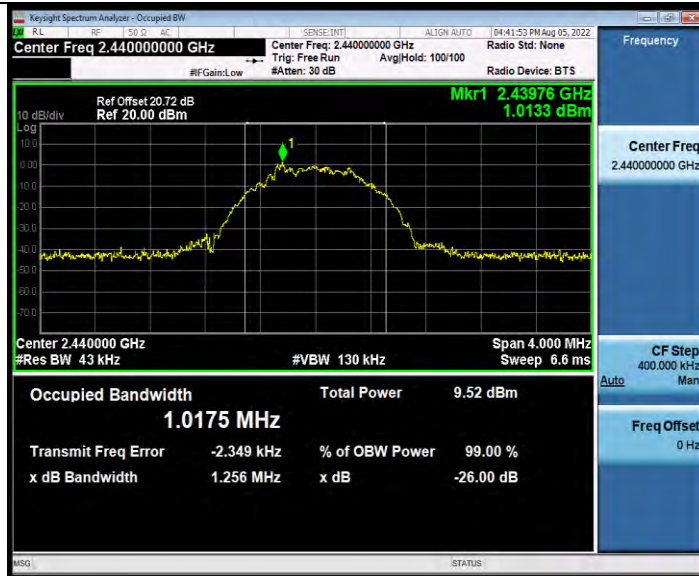 Keysight Spectrum Analyzer - Occupied BW
RL RF 50 Ω AC SENSE:INT ALIGN AUTO 04:41:53 PM Aug 05, 2022
Center Freq 2.440000000 GHz
Center Freq: 2.440000000 GHz
Radio Std: None
Trig: Free Run Avg|Hold: 100/100
#IFGain:Low #Atten: 30 dB Radio Device: BTS
Frequency
Ref Offset 20.72 dB
Mkr1 2.43976 GHz
10 dB/div Ref 20.00 dBm 1.0133 dBm
Log
10.0
0.00
-10.0
-20.0
-30.0
-40.0
-50.0
-60.0
-70.0
1
Center 2.440000 GHz Span 4.000 MHz
#Res BW 43 kHz #VBW 130 kHz Sweep 6.6 ms
Occupied Bandwidth Total Power 9.52 dBm
1.0175 MHz
Transmit Freq Error -2.349 kHz % of OBW Power 99.00 %
x dB Bandwidth 1.256 MHz x dB -26.00 dB
Center Freq
2.440000000 GHz
CF Step
400.000 kHz
Auto Man
Freq Offset
0 Hz
MSG STATUS